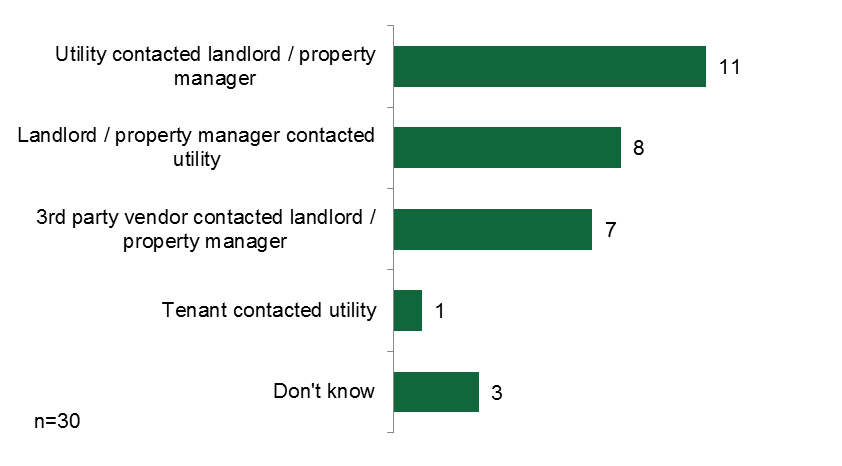 Utility contacted landlord / property
manager
11
Landlord / property manager contacted
utility
8
3rd party vendor contacted landlord /
property manager
7
Tenant contacted utility
1
Don't know
3
n=30